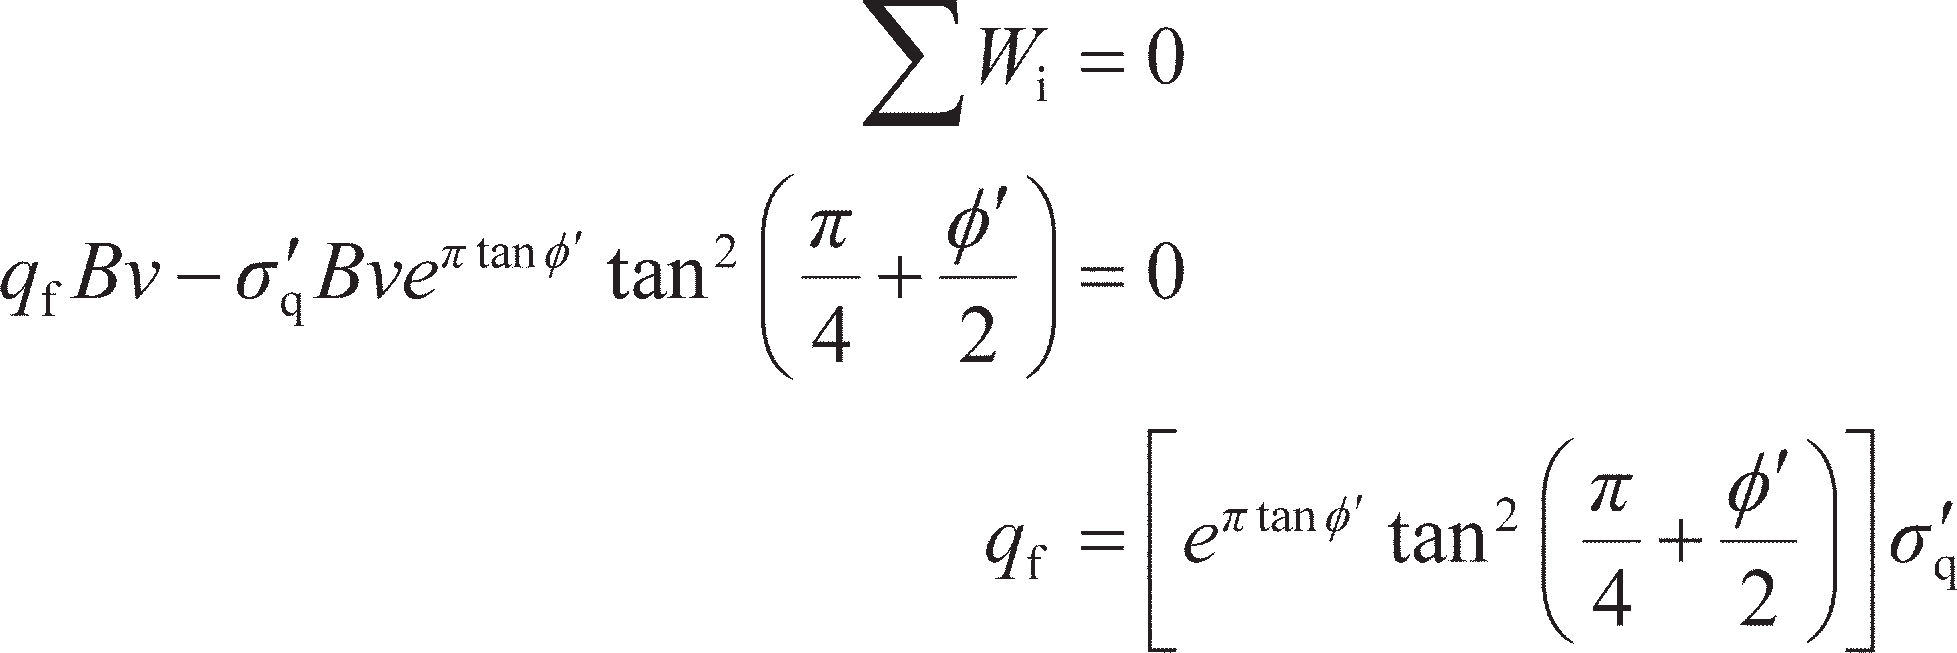 ∑W_i = 0
q_f Bv − σ′_q Bve^{π tan ϕ′} tan²(π/4 + ϕ′/2) = 0
q_f = [e^{π tan ϕ′} tan²(π/4 + ϕ′/2)]σ′_q